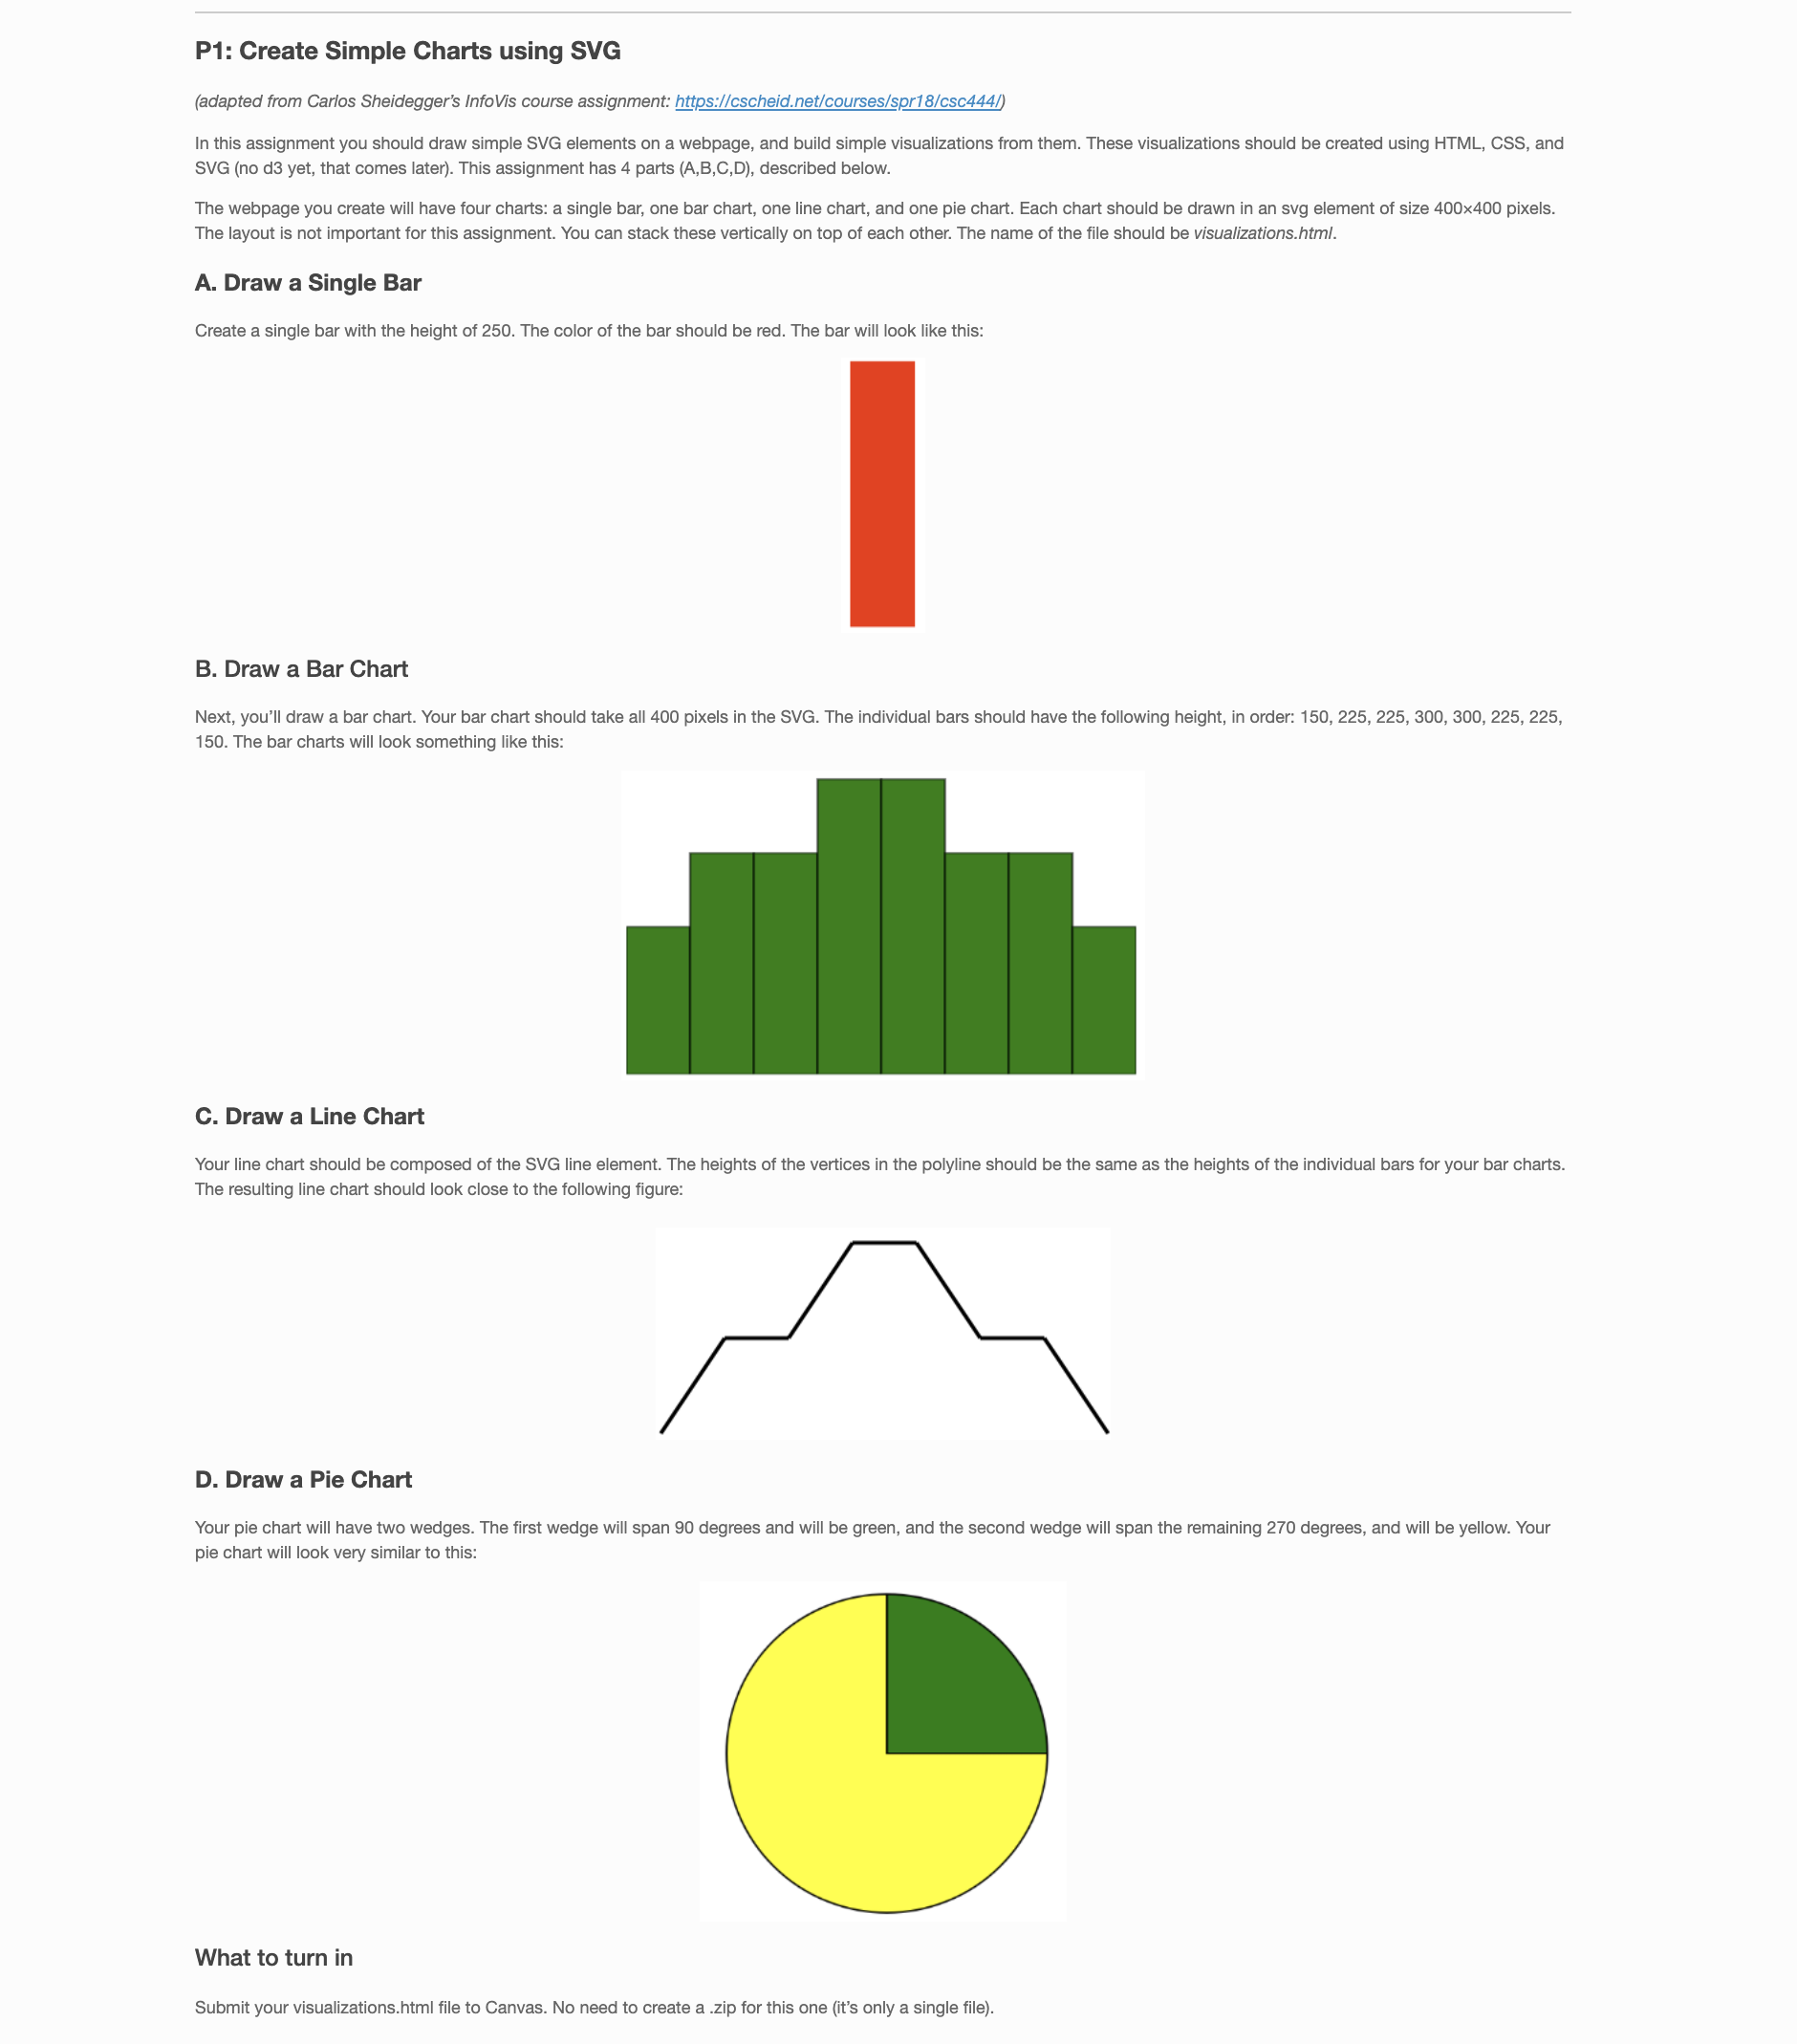 P1: Create Simple Charts using SVG
(adapted from Carlos Sheidegger’s InfoVis course assignment: https://cscheid.net/courses/spr18/csc444/)
In this assignment you should draw simple SVG elements on a webpage, and build simple visualizations from them. These visualizations should be created using HTML, CSS, and
SVG (no d3 yet, that comes later). This assignment has 4 parts (A,B,C,D), described below.
The webpage you create will have four charts: a single bar, one bar chart, one line chart, and one pie chart. Each chart should be drawn in an svg element of size 400×400 pixels.
The layout is not important for this assignment. You can stack these vertically on top of each other. The name of the file should be visualizations.html.
A. Draw a Single Bar
Create a single bar with the height of 250. The color of the bar should be red. The bar will look like this:
B. Draw a Bar Chart
Next, you’ll draw a bar chart. Your bar chart should take all 400 pixels in the SVG. The individual bars should have the following height, in order: 150, 225, 225, 300, 300, 225, 225,
150. The bar charts will look something like this:
C. Draw a Line Chart
Your line chart should be composed of the SVG line element. The heights of the vertices in the polyline should be the same as the heights of the individual bars for your bar charts.
The resulting line chart should look close to the following figure:
D. Draw a Pie Chart
Your pie chart will have two wedges. The first wedge will span 90 degrees and will be green, and the second wedge will span the remaining 270 degrees, and will be yellow. Your
pie chart will look very similar to this:
What to turn in
Submit your visualizations.html file to Canvas. No need to create a .zip for this one (it’s only a single file).